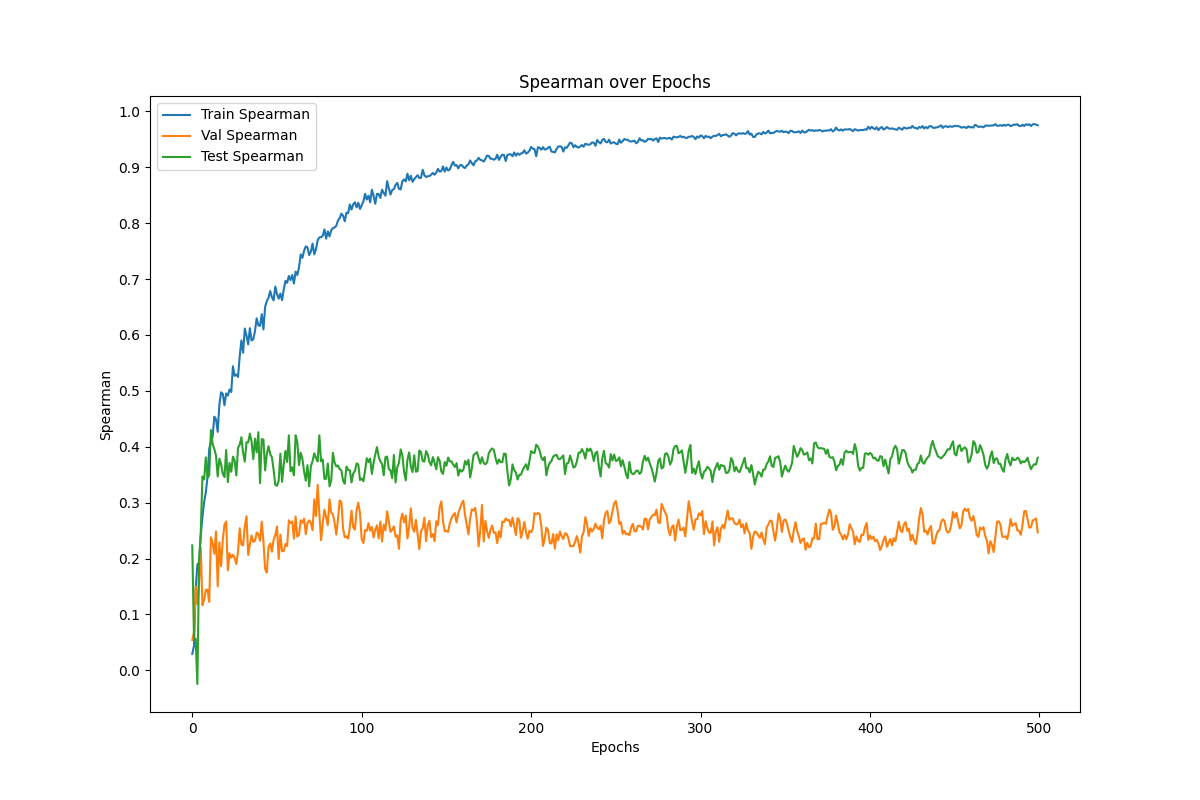 Spearman over Epochs
Train Spearman
Val Spearman
Test Spearman
1.0
0.9
0.8
0.7
0.6
0.5
0.4
0.3
0.2
0.1
0.0
Spearman
0 100 200 300 400 500
Epochs